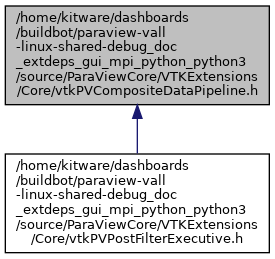 /home/kitware/dashboards
/buildbot/paraview-vall
-linux-shared-debug_doc
_extdeps_gui_mpi_python_python3
/source/ParaViewCore/VTKExtensions
/Core/vtkPVCompositeDataPipeline.h
/home/kitware/dashboards
/buildbot/paraview-vall
-linux-shared-debug_doc
_extdeps_gui_mpi_python_python3
/source/ParaViewCore/VTKExtensions
/Core/vtkPVPostFilterExecutive.h